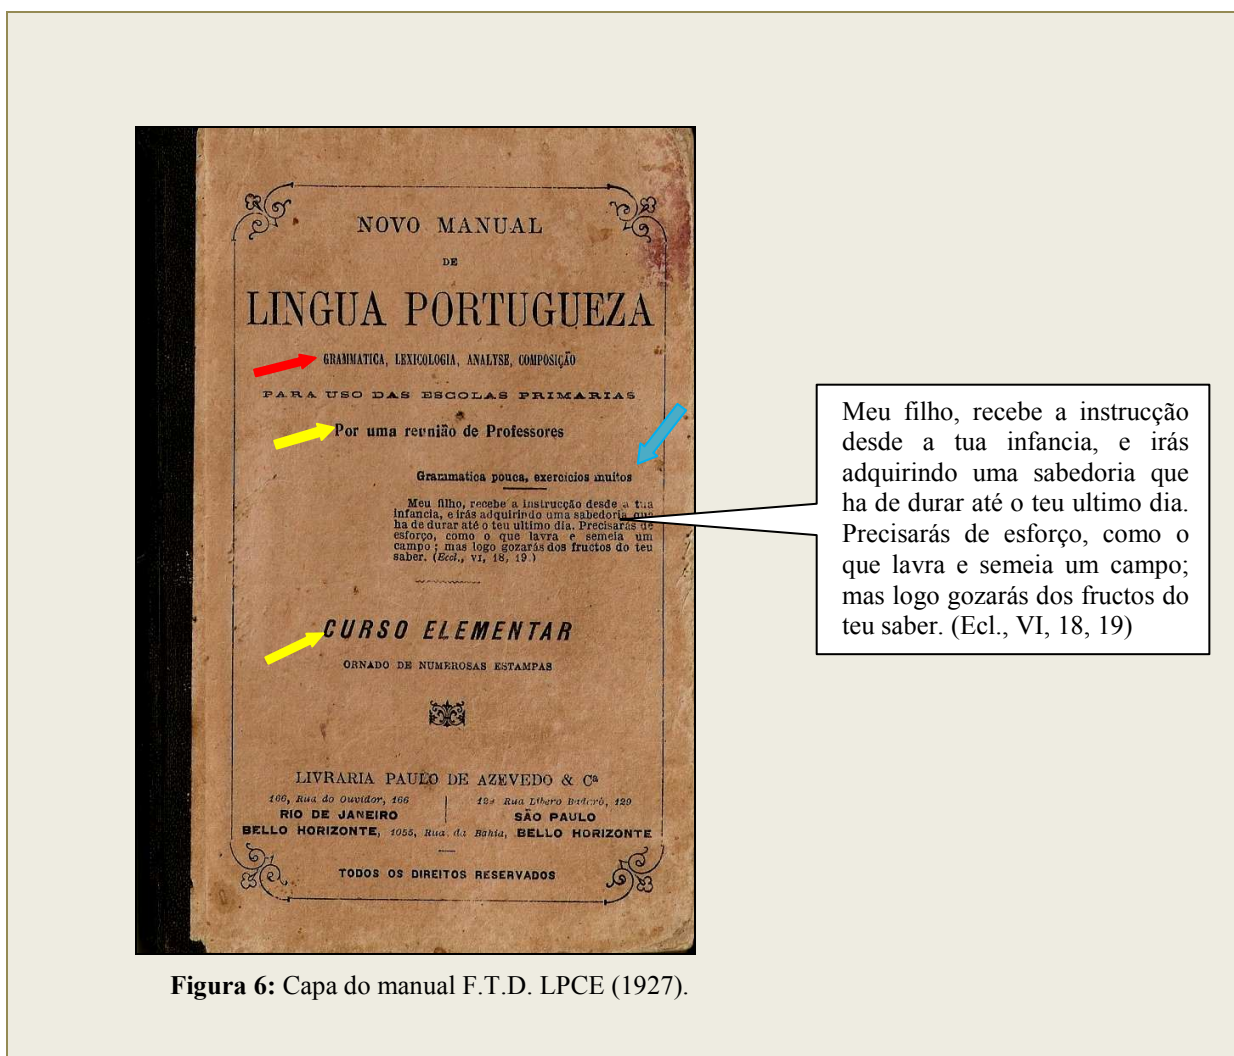 NOVO MANUAL
DE
LINGUA PORTUGUEZA
GRAMMATICA, LEXICOLOGIA, ANALYSE, COMPOSIÇÃO
PARA USO DAS ESCOLAS PRIMARIAS
Por uma reunião de Professores
Grammatica pouca, exercicios muitos
Meu filho, recebe a instrucção desde a tua
infancia, e irás adquirindo uma sabedoria que
ha de durar até o teu ultimo dia. Precisarás de
esforço, como o que lavra e semeia um
campo ; mas logo gozarás dos fructos do teu
saber. (Ecl., VI, 18, 19.)
CURSO ELEMENTAR
ORNADO DE NUMEROSAS ESTAMPAS
LIVRARIA PAULO DE AZEVEDO & Cª
166, Rua do Ouvidor, 166
RIO DE JANEIRO
129 Rua Libero Badaró, 129
SÃO PAULO
BELLO HORIZONTE, 1055, Rua da Bahia, BELLO HORIZONTE
TODOS OS DIREITOS RESERVADOS
Meu filho, recebe a instrucção
desde a tua infancia, e irás
adquirindo uma sabedoria que
ha de durar até o teu ultimo dia.
Precisarás de esforço, como o
que lavra e semeia um campo;
mas logo gozarás dos fructos do
teu saber. (Ecl., VI, 18, 19)
Figura 6: Capa do manual F.T.D. LPCE (1927).